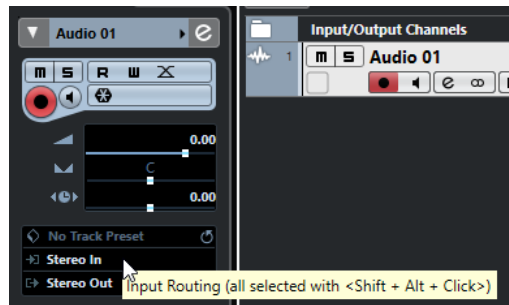 Audio 01
e
m S R W
0.00
C
0.00
No Track Preset
Stereo In
Stereo Out
Input Routing (all selected with <Shift + Alt + Click>)
Input/Output Channels
1 m S Audio 01
e